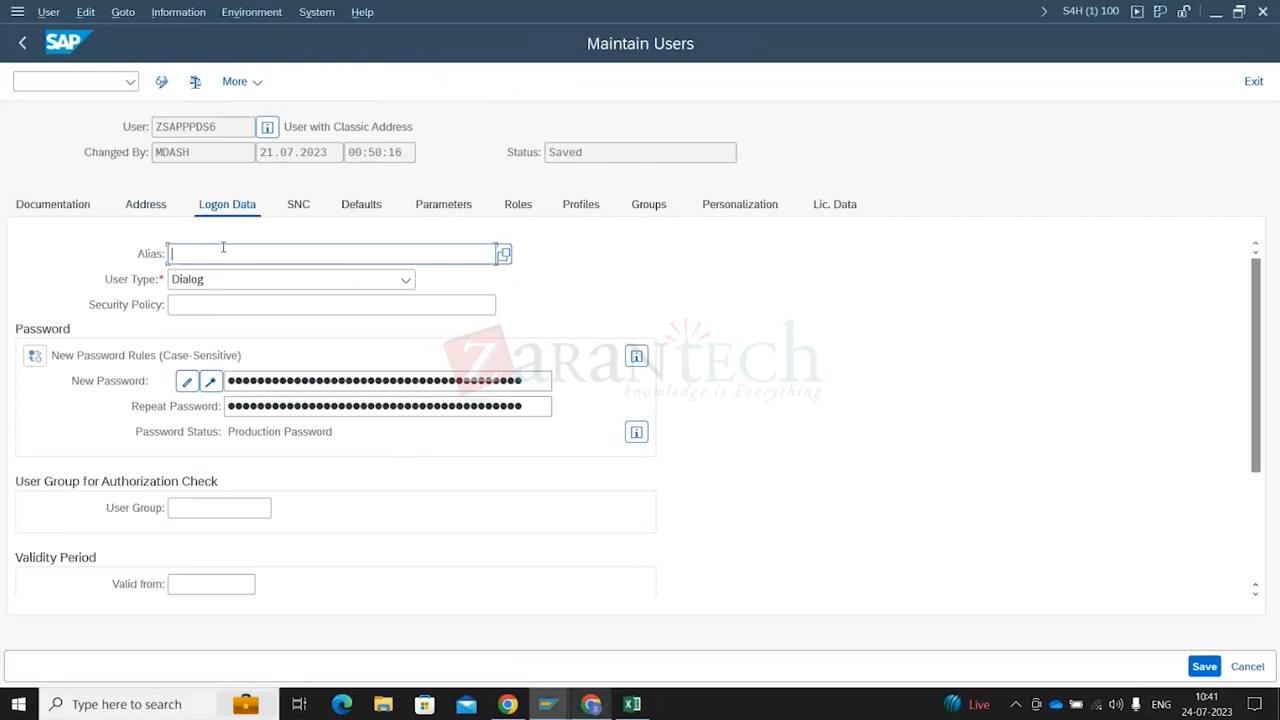 User Edit Goto Information Environment System Help S4H (1) 100
SAP Maintain Users
More Exit
User: ZSAPPPDS6 User with Classic Address
Changed By: MDASH 21.07.2023 00:50:16 Status: Saved
Documentation Address Logon Data SNC Defaults Parameters Roles Profiles Groups Personalization Lic. Data
Alias:
User Type:* Dialog
Security Policy:
Password
New Password Rules (Case-Sensitive)
New Password:
Repeat Password:
Password Status: Production Password
zarantech
knowledge is Everything
User Group for Authorization Check
User Group:
Validity Period
Valid from:
Save Cancel
Type here to search Live ENG 10:41
24-07-2023